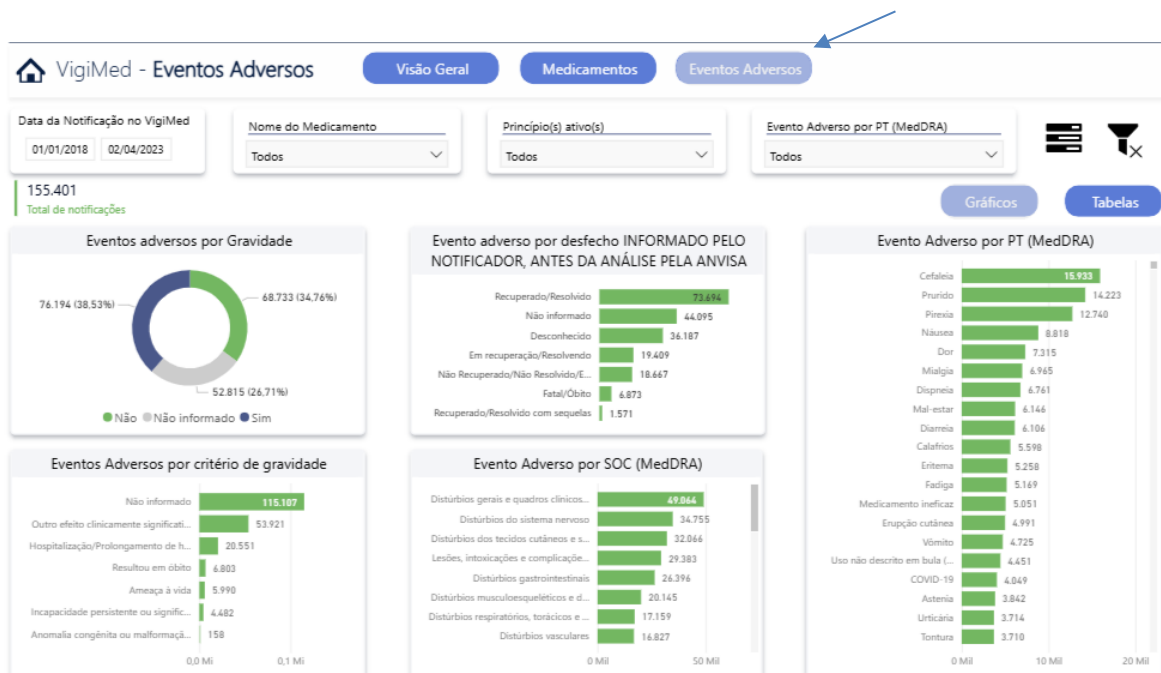 VigiMed - Eventos Adversos
Visão Geral
Medicamentos
Eventos Adversos
Data da Notificação no VigiMed
01/01/2018
02/04/2023
Nome do Medicamento
Todos
Princípio(s) ativo(s)
Todos
Evento Adverso por PT (MedDRA)
Todos
155.401
Total de notificações
Gráficos
Tabelas
Eventos adversos por Gravidade
76.194 (38,53%)
68.733 (34,76%)
52.815 (26,71%)
Não
Não informado
Sim
Evento adverso por desfecho INFORMADO PELO
NOTIFICADOR, ANTES DA ANÁLISE PELA ANVISA
Recuperado/Resolvido 73.694
Não informado 44.095
Desconhecido 36.187
Em recuperação/Resolvendo 19.409
Não Recuperado/Não Resolvido/E... 18.667
Fatal/Óbito 6.873
Recuperado/Resolvido com sequelas 1.571
Evento Adverso por PT (MedDRA)
Cefaleia 15.933
Prurido 14.223
Pirexia 12.740
Náusea 8.818
Dor 7.315
Mialgia 6.965
Dispneia 6.761
Mal-estar 6.146
Diarreia 6.106
Calafrios 5.598
Eritema 5.258
Fadiga 5.169
Medicamento ineficaz 5.051
Erupção cutânea 4.991
Vômito 4.725
Uso não descrito em bula (... 4.451
COVID-19 4.049
Astenia 3.842
Urticária 3.714
Tontura 3.710
0 Mil 10 Mil 20 Mil
Eventos Adversos por critério de gravidade
Não informado 115.107
Outro efeito clinicamente significati... 53.921
Hospitalização/Prolongamento de h... 20.551
Resultou em óbito 6.803
Ameaça à vida 5.990
Incapacidade persistente ou signific... 4.482
Anomalia congênita ou malformaçã... 158
0,0 Mi 0,1 Mi
Evento Adverso por SOC (MedDRA)
Distúrbios gerais e quadros clínicos... 49.064
Distúrbios do sistema nervoso 34.755
Distúrbios dos tecidos cutâneos e s... 32.066
Lesões, intoxicações e complicaçõe... 29.383
Distúrbios gastrointestinais 26.396
Distúrbios musculoesqueléticos e d... 20.145
Distúrbios respiratórios, torácicos e ... 17.159
Distúrbios vasculares 16.827
0 Mil 50 Mil